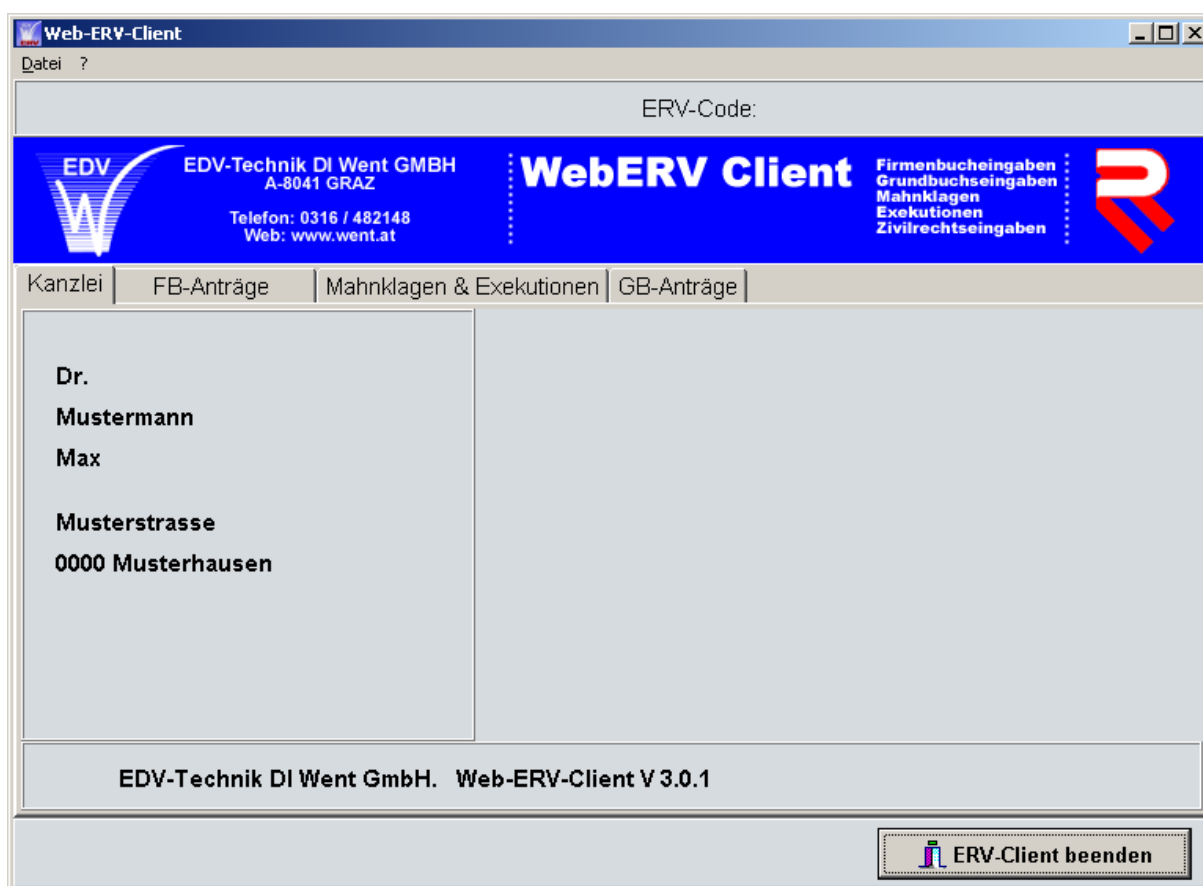 Web-ERV-Client
Datei ?
ERV-Code:
EDV
W
EDV-Technik DI Went GMBH
A-8041 GRAZ
Telefon: 0316 / 482148
Web: www.went.at
WebERV Client
Firmenbucheingaben
Grundbuchseingaben
Mahnklagen
Exekutionen
Zivilrechtseingaben
Kanzlei FB-Anträge Mahnklagen & Exekutionen GB-Anträge
Dr.
Mustermann
Max
Musterstrasse
0000 Musterhausen
EDV-Technik DI Went GmbH. Web-ERV-Client V 3.0.1
ERV-Client beenden